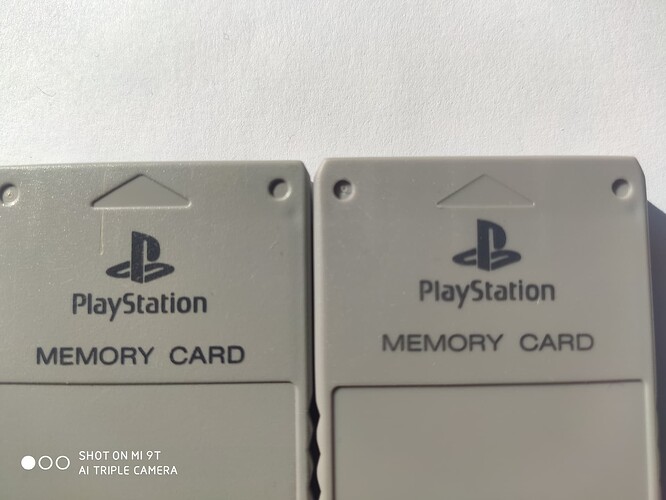 PlayStation
MEMORY CARD
PlayStation
MEMORY CARD
SHOT ON MI 9T
AI TRIPLE CAMERA